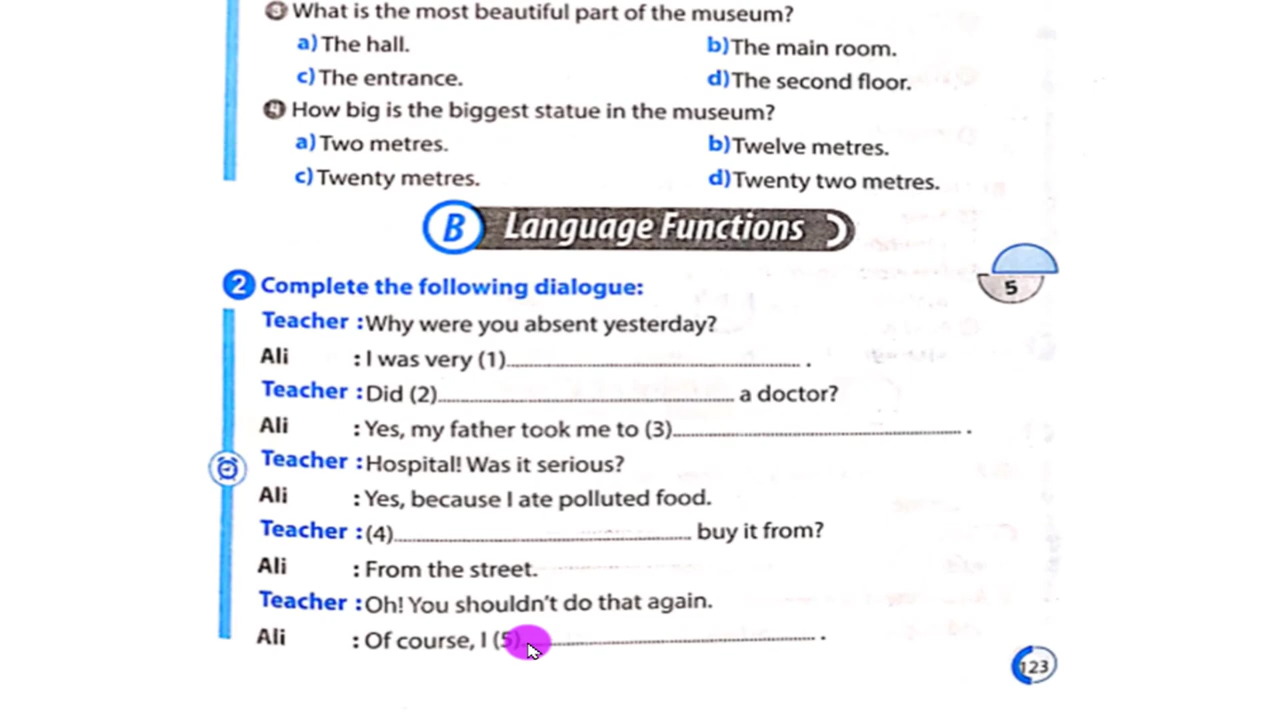 3 What is the most beautiful part of the museum?
a) The hall. b) The main room.
c) The entrance. d) The second floor.
4 How big is the biggest statue in the museum?
a) Two metres. b) Twelve metres.
c) Twenty metres. d) Twenty two metres.
B Language Functions
5
2 Complete the following dialogue:
Teacher : Why were you absent yesterday?
Ali : I was very (1) .
Teacher : Did (2) a doctor?
Ali : Yes, my father took me to (3) .
Teacher : Hospital! Was it serious?
Ali : Yes, because I ate polluted food.
Teacher : (4) buy it from?
Ali : From the street.
Teacher : Oh! You shouldn't do that again.
Ali : Of course, I (5) .
123